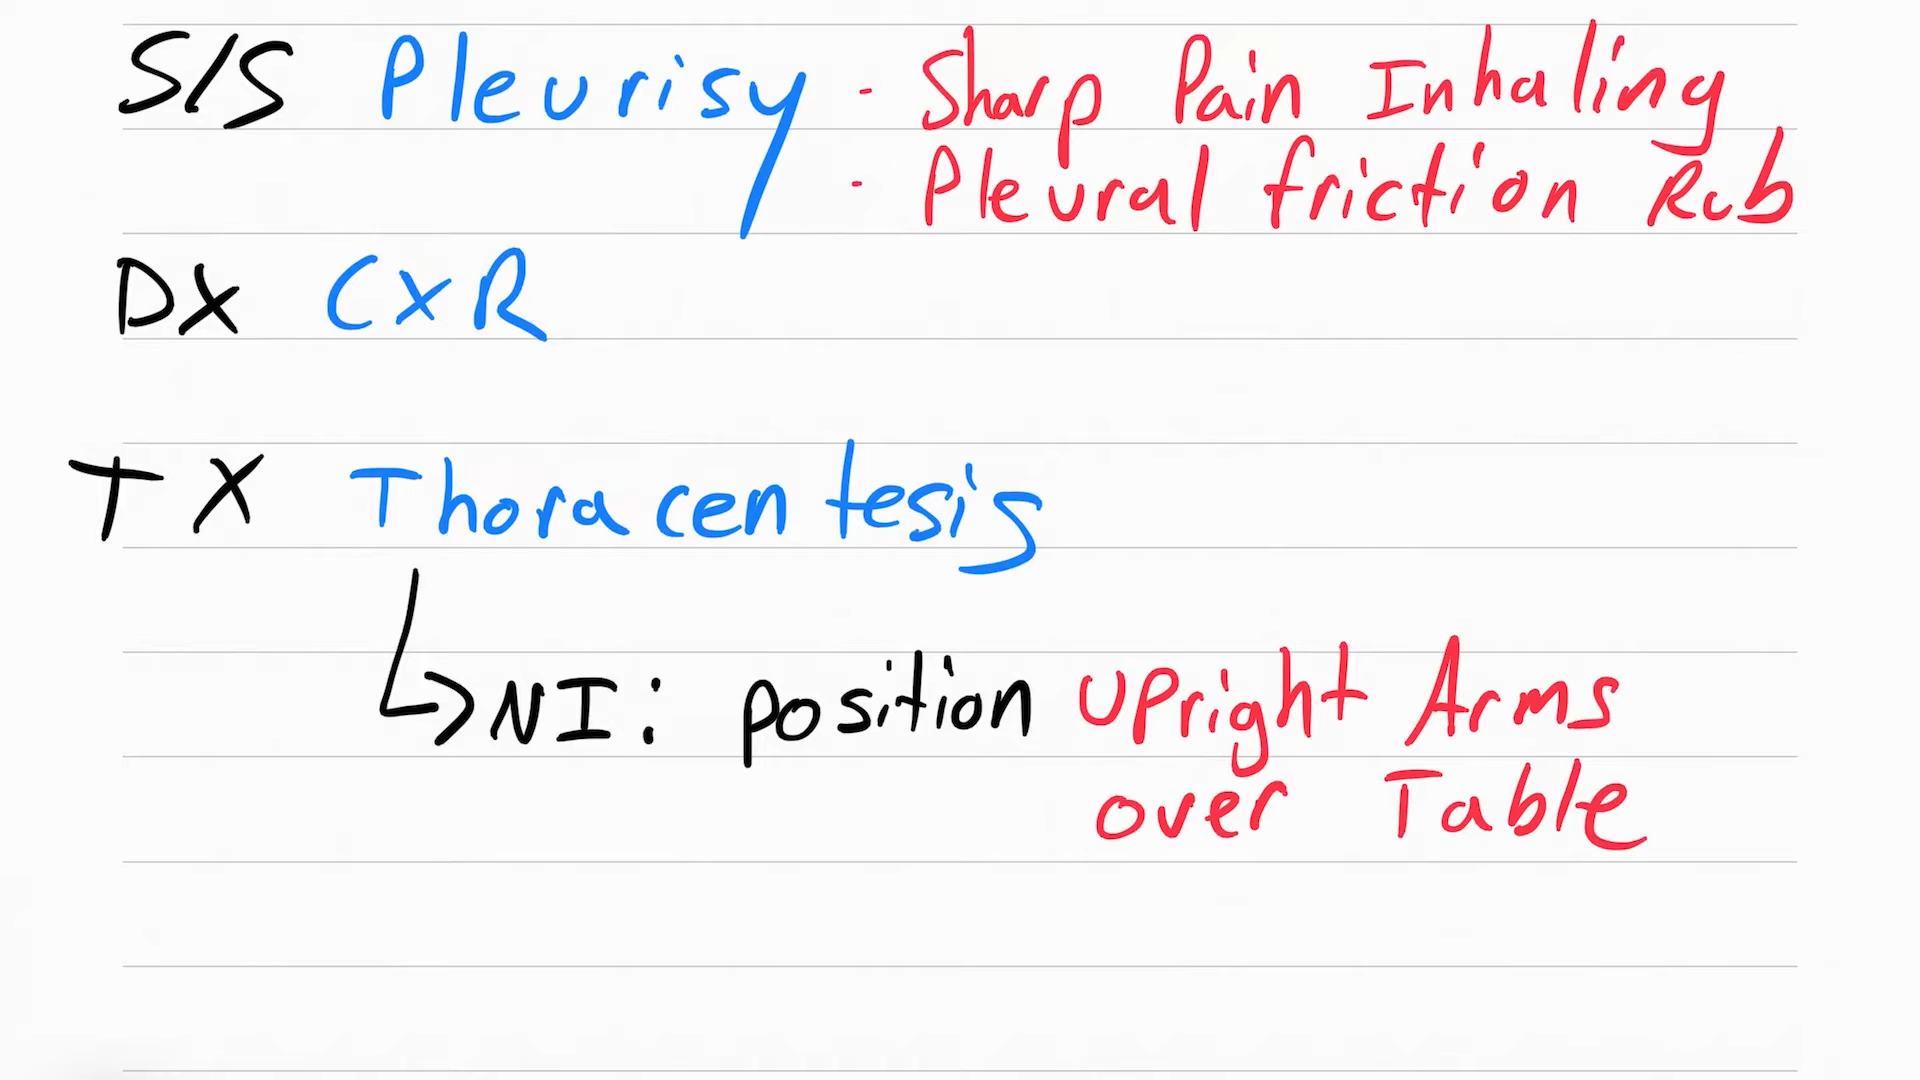 S/S Pleurisy - Sharp Pain Inhaling
- Pleural friction Rub
DX CXR
TX Thoracentesis
↳ NI: position Upright Arms
over Table